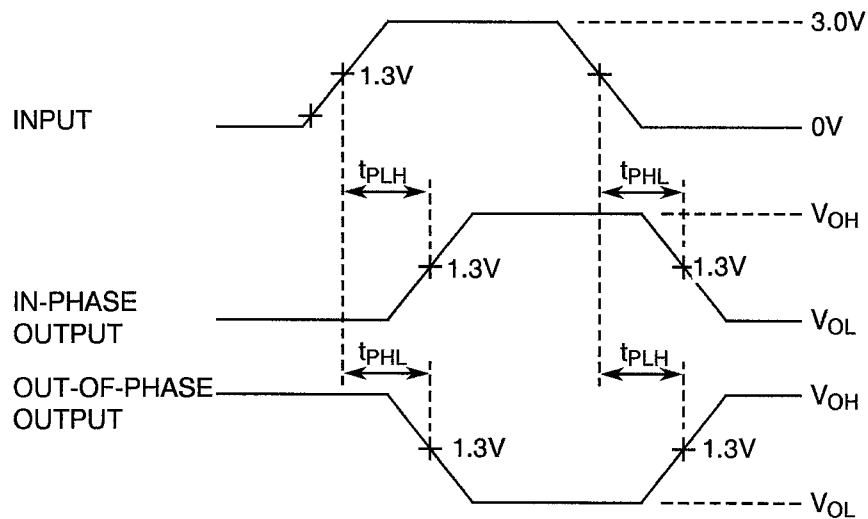 3.0V
1.3V
INPUT
0V
tPLH
tPHL
VOH
1.3V
1.3V
IN-PHASE
OUTPUT
VOL
tPHL
tPLH
OUT-OF-PHASE
OUTPUT
VOH
1.3V
1.3V
VOL